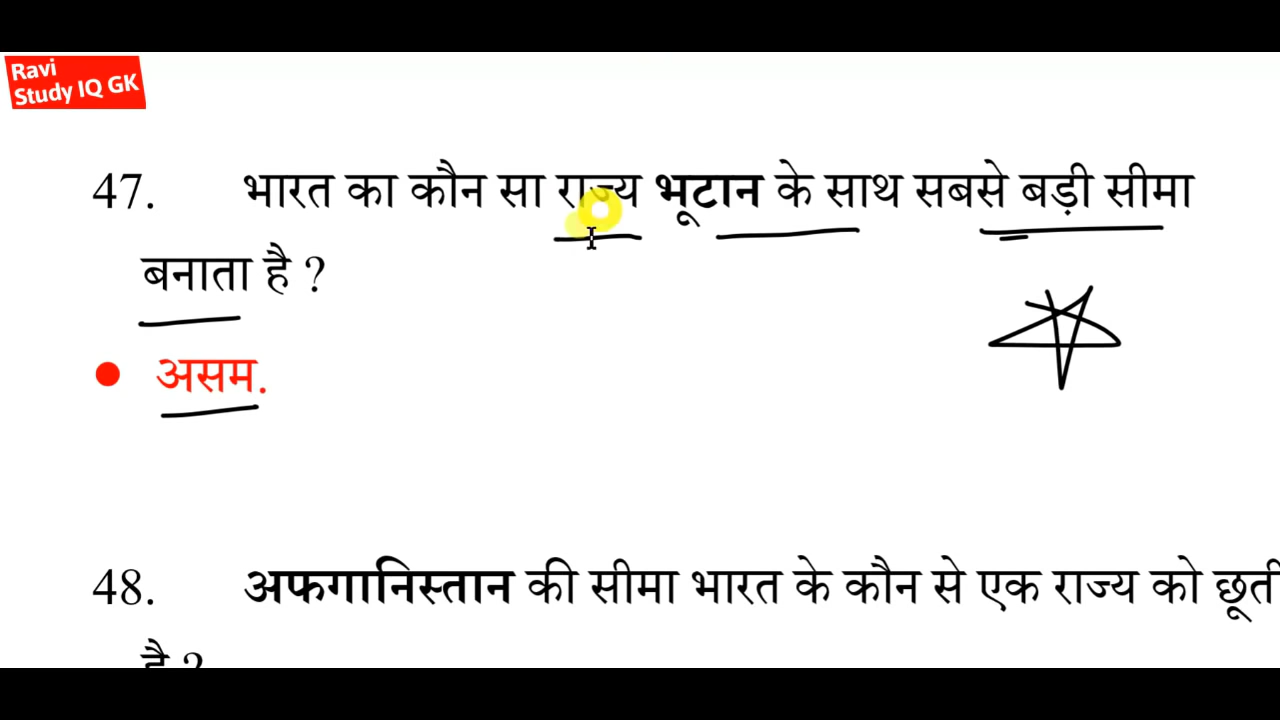 Ravi
Study IQ GK
47. भारत का कौन सा राज्य भूटान के साथ सबसे बड़ी सीमा
बनाता है ?
• असम.
48. अफगानिस्तान की सीमा भारत के कौन से एक राज्य को छूती
है ?